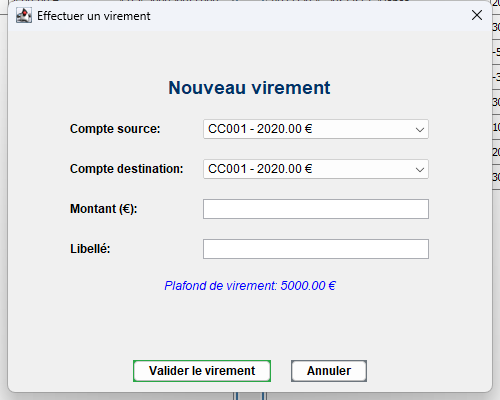 Effectuer un virement
Nouveau virement
Compte source: CC001 - 2020.00 €
Compte destination: CC001 - 2020.00 €
Montant (€):
Libellé:
Plafond de virement: 5000.00 €
Valider le virement Annuler